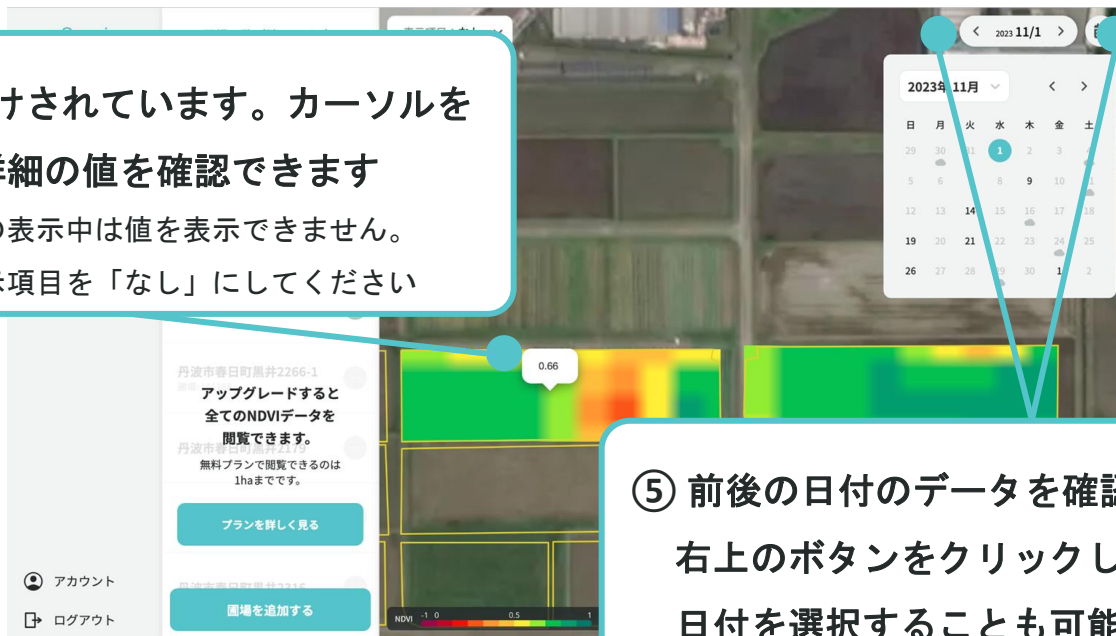 けされています。カーソルを
細の値を確認できます
の表示中は値を表示できません。
項目を「なし」にしてください
2023 11/1
2023年 11月
日 月 火 水 木 金 土
29 30 31 1 2 3 4
5 6 8 9 10 11
12 13 14 15 16 17 18
19 20 21 22 23 24 25
26 27 28 29 30 1 2
0.66
丹波市春日町黒井2266-1
アップグレードすると
全てのNDVIデータを
閲覧できます。
丹波市春日町黒井2179
無料プランで閲覧できるのは
1haまでです。
プランを詳しく見る
圃場を追加する
アカウント
ログアウト
NDVI -1 0 0.5 1
⑤ 前後の日付のデータを確認
右上のボタンをクリックし
日付を選択することも可能